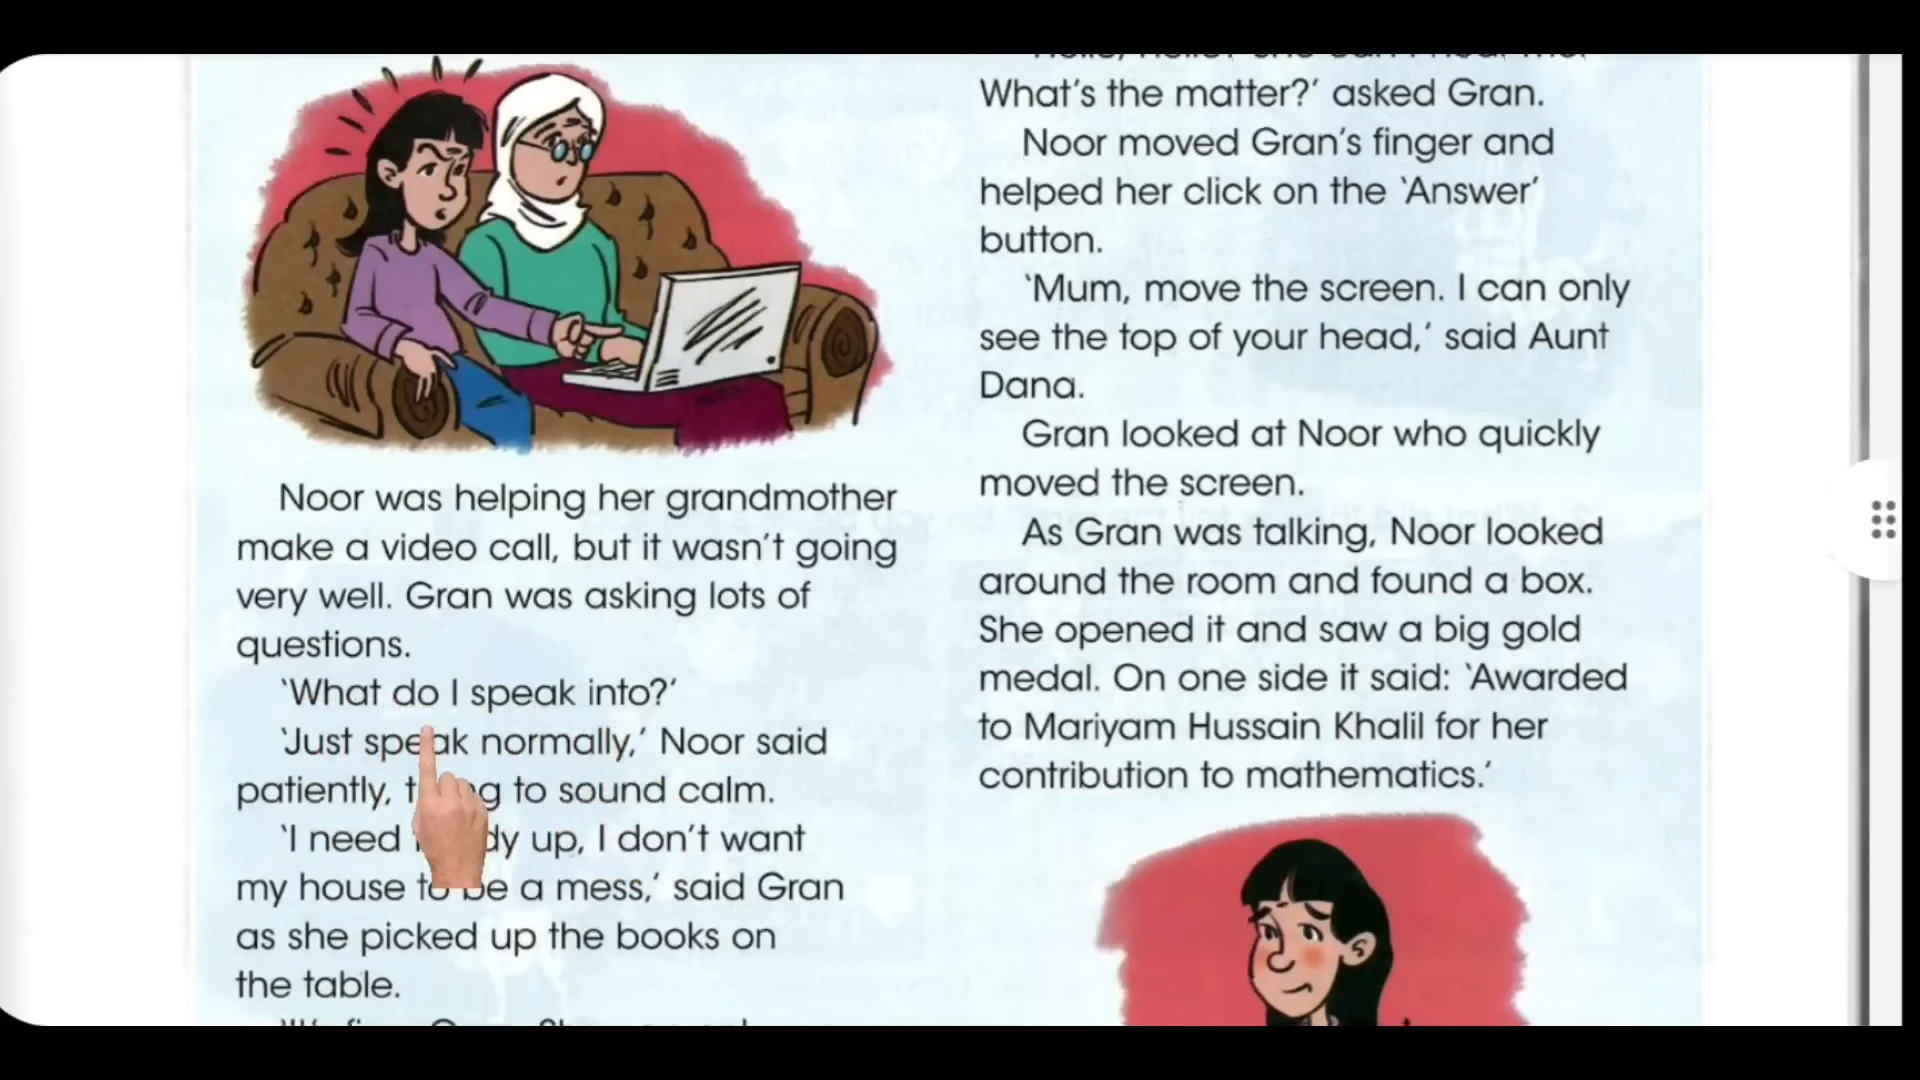 Noor was helping her grandmother
make a video call, but it wasn't going
very well. Gran was asking lots of
questions.
'What do I speak into?'
'Just speak normally,' Noor said
patiently, to sound calm.
'I need up, I don't want
my house to be a mess,' said Gran
as she picked up the books on
the table.
What's the matter?' asked Gran.
Noor moved Gran's finger and
helped her click on the 'Answer'
button.
'Mum, move the screen. I can only
see the top of your head,' said Aunt
Dana.
Gran looked at Noor who quickly
moved the screen.
As Gran was talking, Noor looked
around the room and found a box.
She opened it and saw a big gold
medal. On one side it said: 'Awarded
to Mariyam Hussain Khalil for her
contribution to mathematics.'